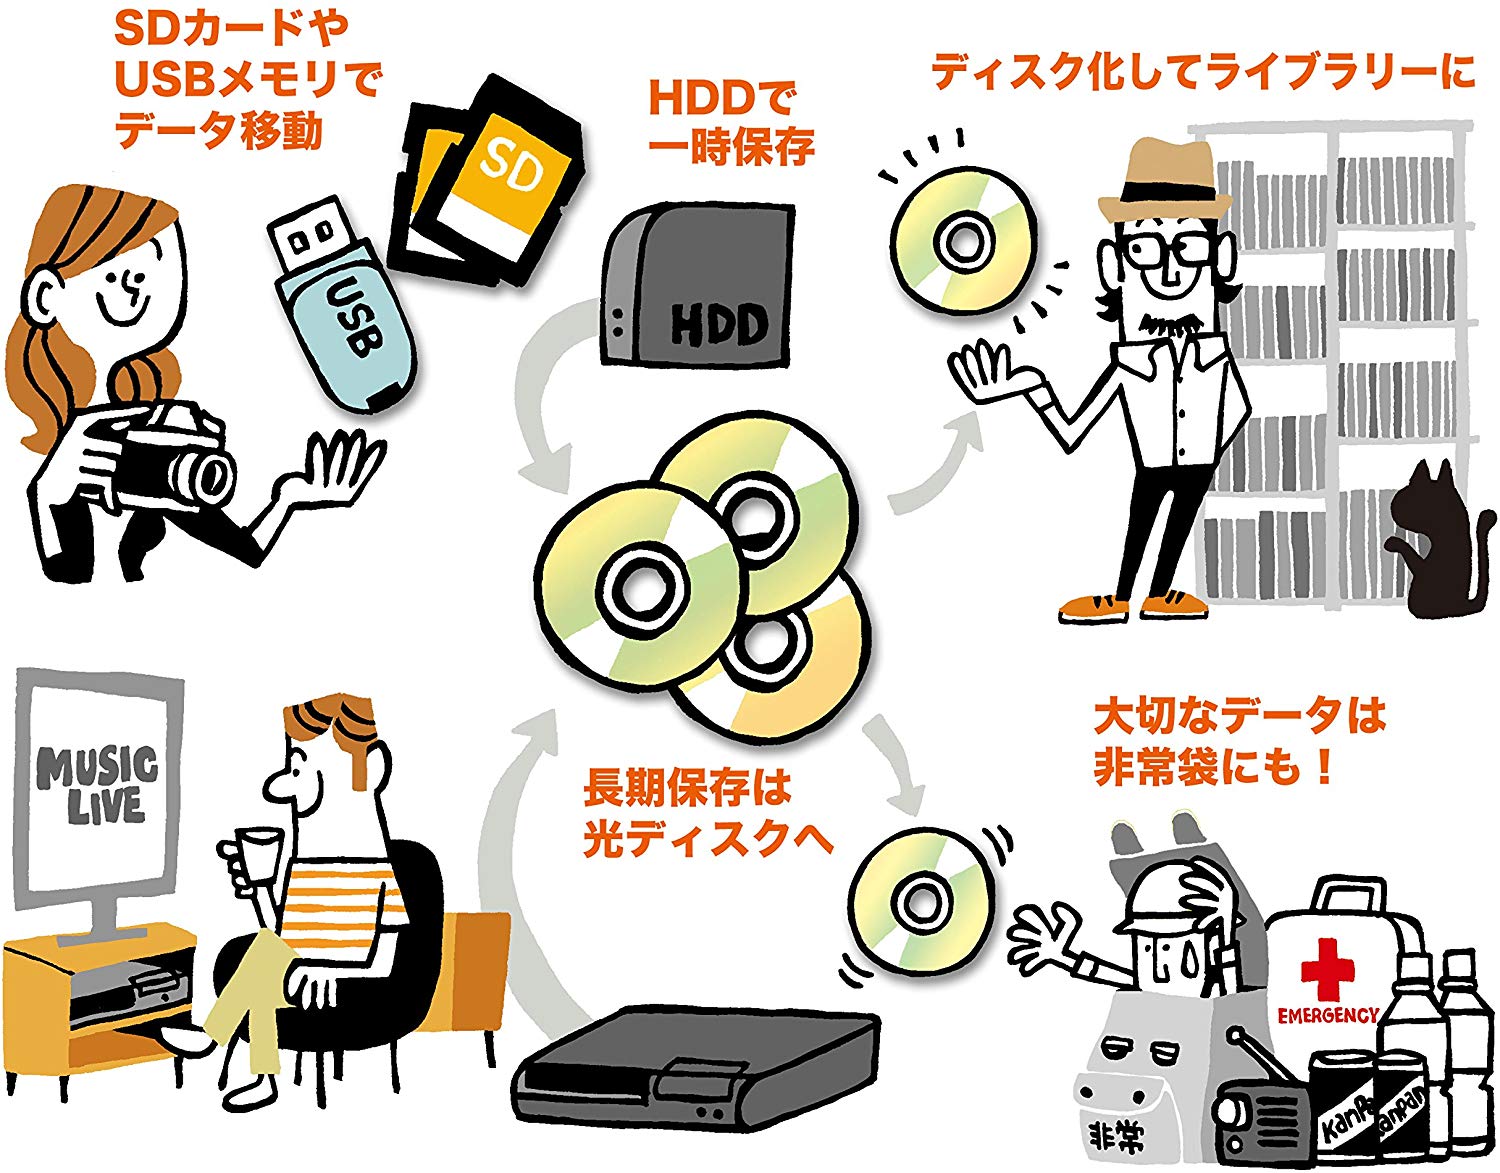 SDカードや
USBメモリで
データ移動
SD
USB
HDDで
一時保存
HDD
ディスク化してライブラリーに
MUSIC
LIVE
長期保存は
光ディスクへ
大切なデータは
非常袋にも！
EMERGENCY
非常
KanPa
KanPan